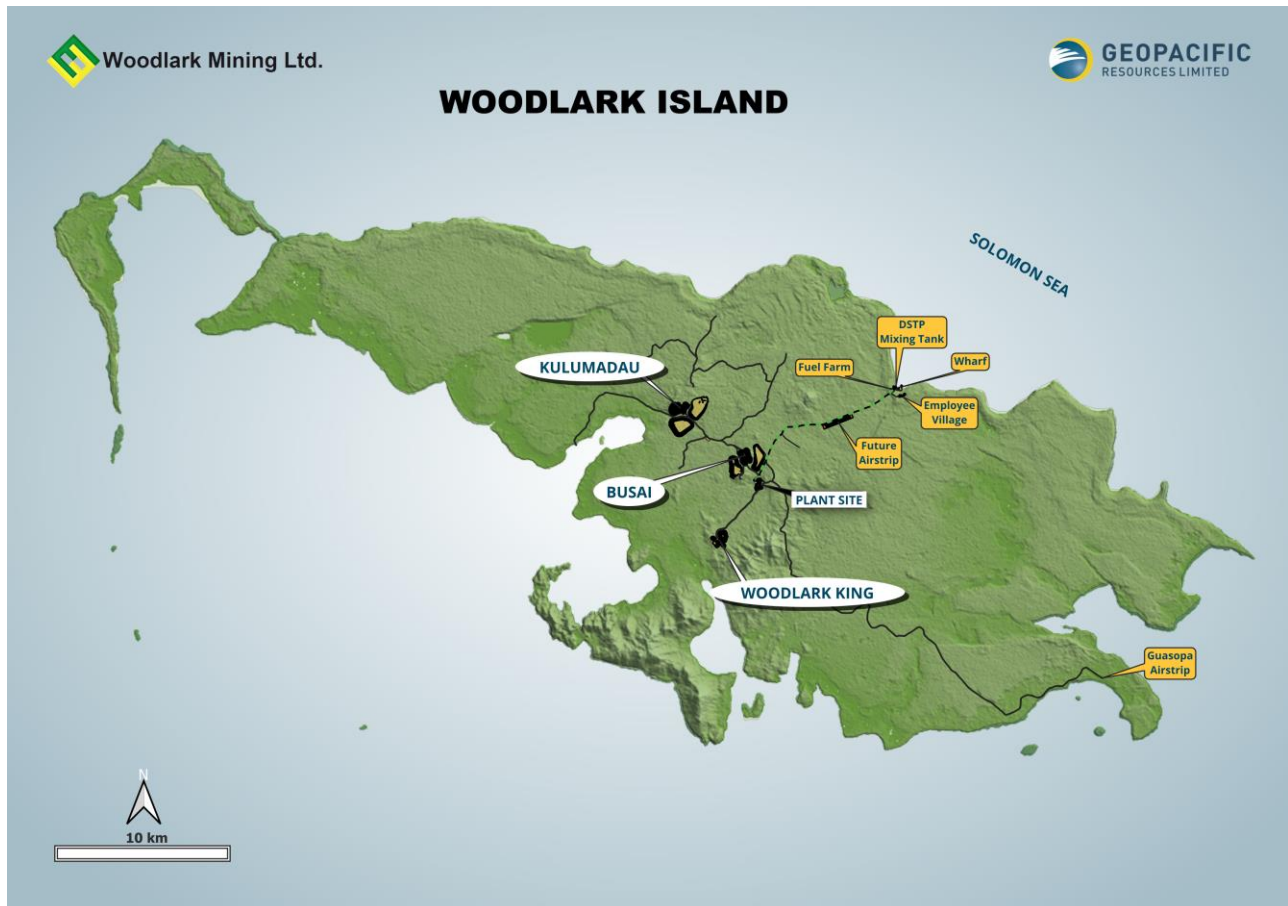 Woodlark Mining Ltd.
GEOPACIFIC
RESOURCES LIMITED
WOODLARK ISLAND
SOLOMON SEA
DSTP
Mixing Tank
Wharf
Fuel Farm
KULUMADAU
Employee
Village
Future
Airstrip
BUSAI
PLANT SITE
WOODLARK KING
Guasopa
Airstrip
N
10 km